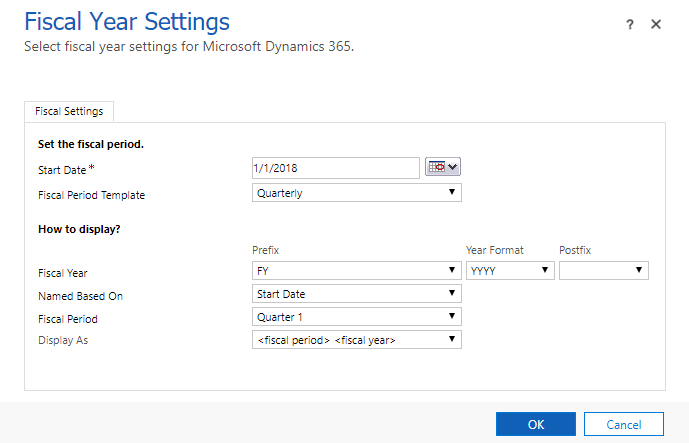 Fiscal Year Settings
? ×
Select fiscal year settings for Microsoft Dynamics 365.
Fiscal Settings
Set the fiscal period.
Start Date * 1/1/2018
Fiscal Period Template Quarterly
How to display?
Prefix Year Format Postfix
Fiscal Year FY YYYY
Named Based On Start Date
Fiscal Period Quarter 1
Display As <fiscal period> <fiscal year>
OK Cancel